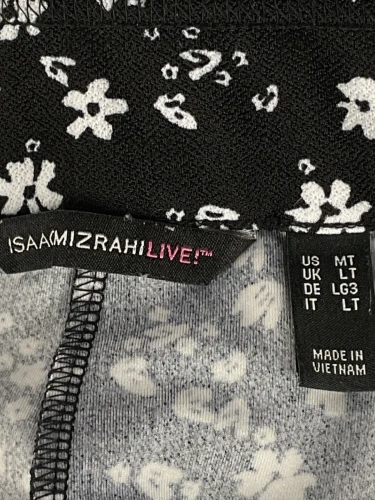 ISAACMIZRAHILIVE!™
US MT
UK LT
DE LG3
IT LT
MADE IN
VIETNAM